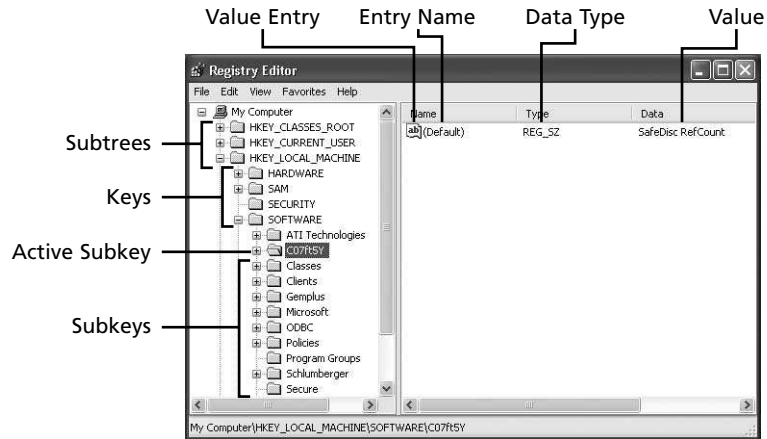 Value Entry Entry Name Data Type Value
Registry Editor
File Edit View Favorites Help
My Computer
HKEY_CLASSES_ROOT
HKEY_CURRENT_USER
HKEY_LOCAL_MACHINE
HARDWARE
SAM
SECURITY
SOFTWARE
ATI Technologies
C07ft5Y
Classes
Clients
Gemplus
Microsoft
ODBC
Policies
Program Groups
Schlumberger
Secure
Name Type Data
ab (Default) REG_SZ SafeDisc RefCount
Subtrees
Keys
Active Subkey
Subkeys
My Computer\HKEY_LOCAL_MACHINE\SOFTWARE\C07ft5Y